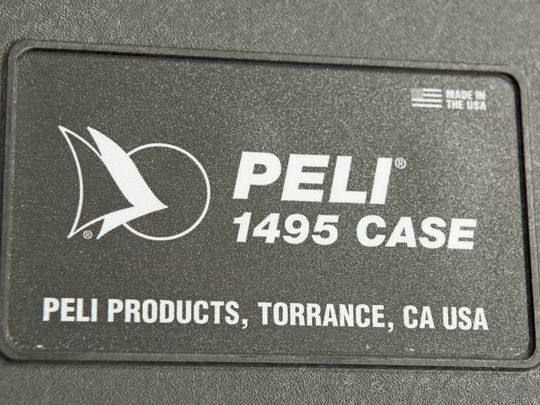 MADE IN
THE USA
PELI®
1495 CASE
®
PELI PRODUCTS, TORRANCE, CA USA